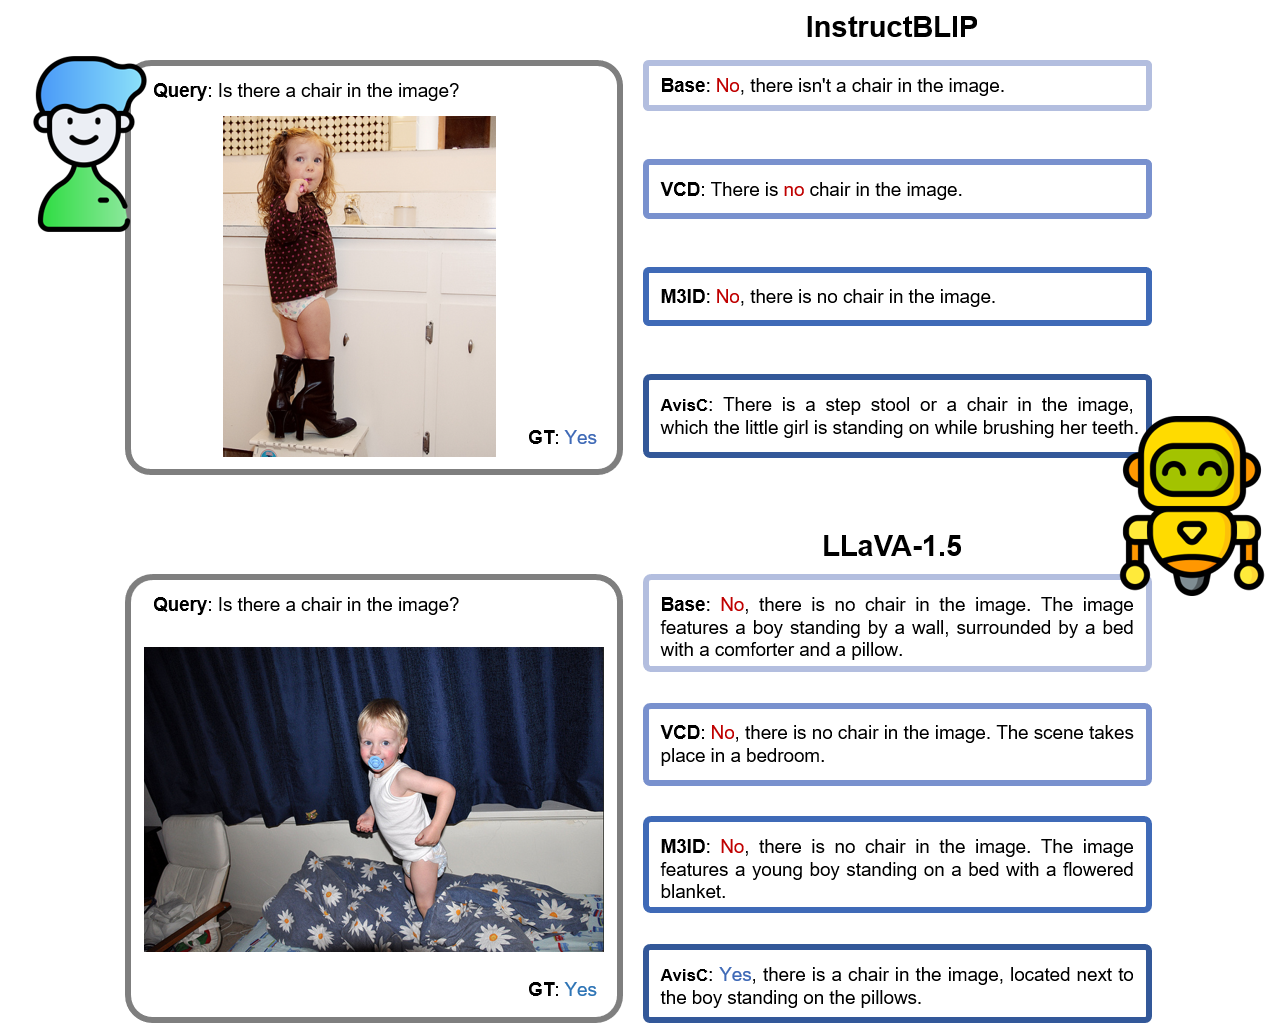 InstructBLIP
Query: Is there a chair in the image?
GT: Yes
Base: No, there isn't a chair in the image.
VCD: There is no chair in the image.
M3ID: No, there is no chair in the image.
AvisC: There is a step stool or a chair in the image,
which the little girl is standing on while brushing her teeth.
LLaVA-1.5
Query: Is there a chair in the image?
GT: Yes
Base: No, there is no chair in the image. The image
features a boy standing by a wall, surrounded by a bed
with a comforter and a pillow.
VCD: No, there is no chair in the image. The scene takes
place in a bedroom.
M3ID: No, there is no chair in the image. The image
features a young boy standing on a bed with a flowered
blanket.
AvisC: Yes, there is a chair in the image, located next to
the boy standing on the pillows.